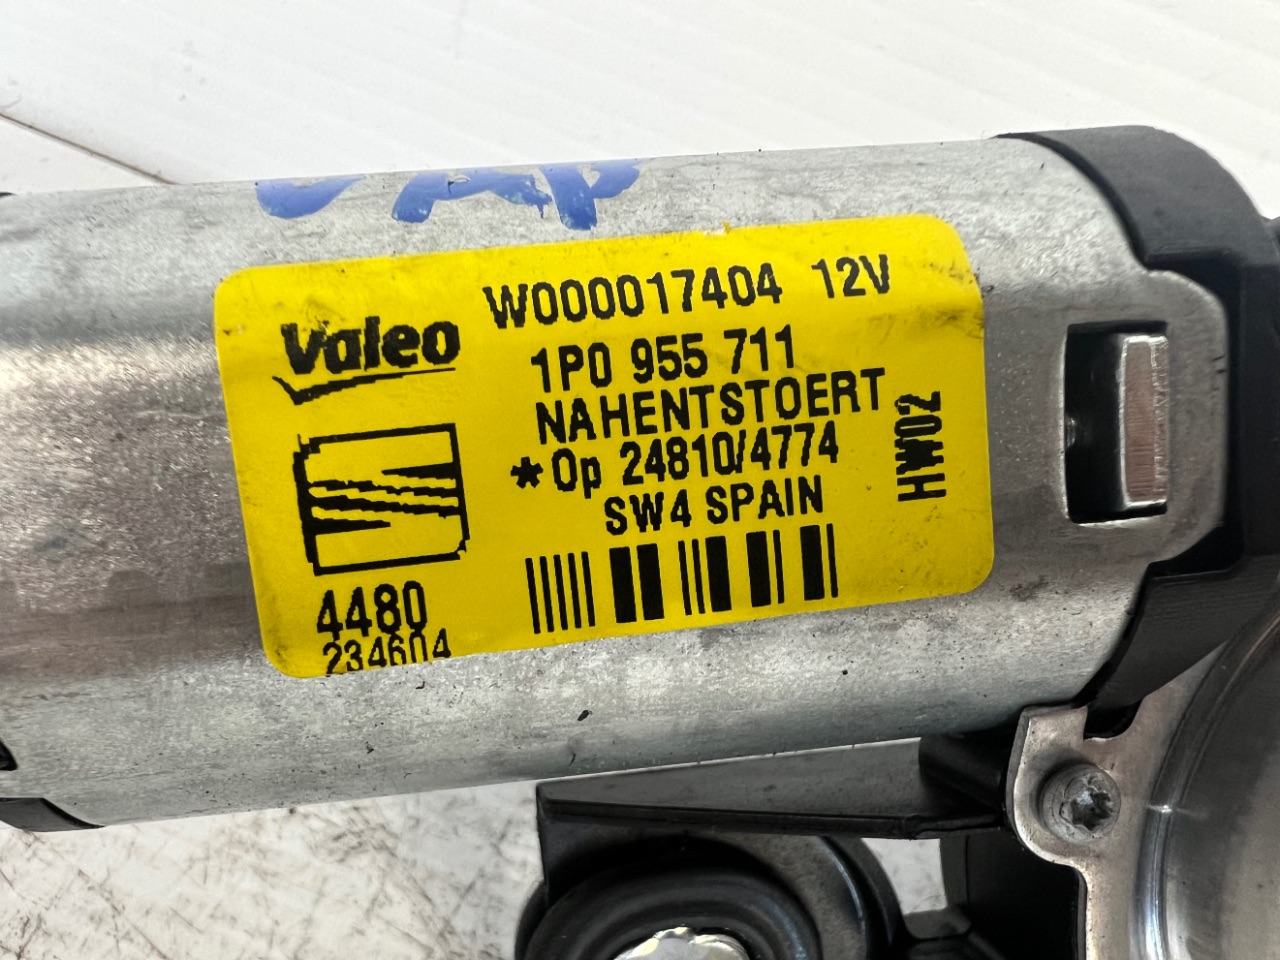 W000017404 12V
Valeo
1P0 955 711
NAHENTSTOERT
*Op 24810/4774
SW4 SPAIN
HW02
4480
234604